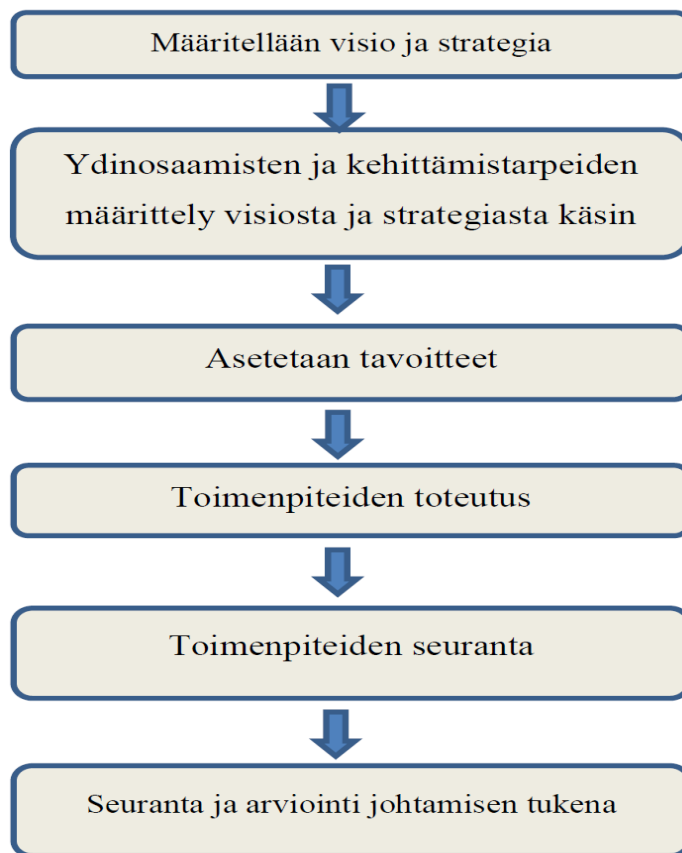 Määritellään visio ja strategia
Ydinosaamisten ja kehittämistarpeiden
määrittely visiosta ja strategiasta käsin
Asetetaan tavoitteet
Toimenpiteiden toteutus
Toimenpiteiden seuranta
Seuranta ja arviointi johtamisen tukena